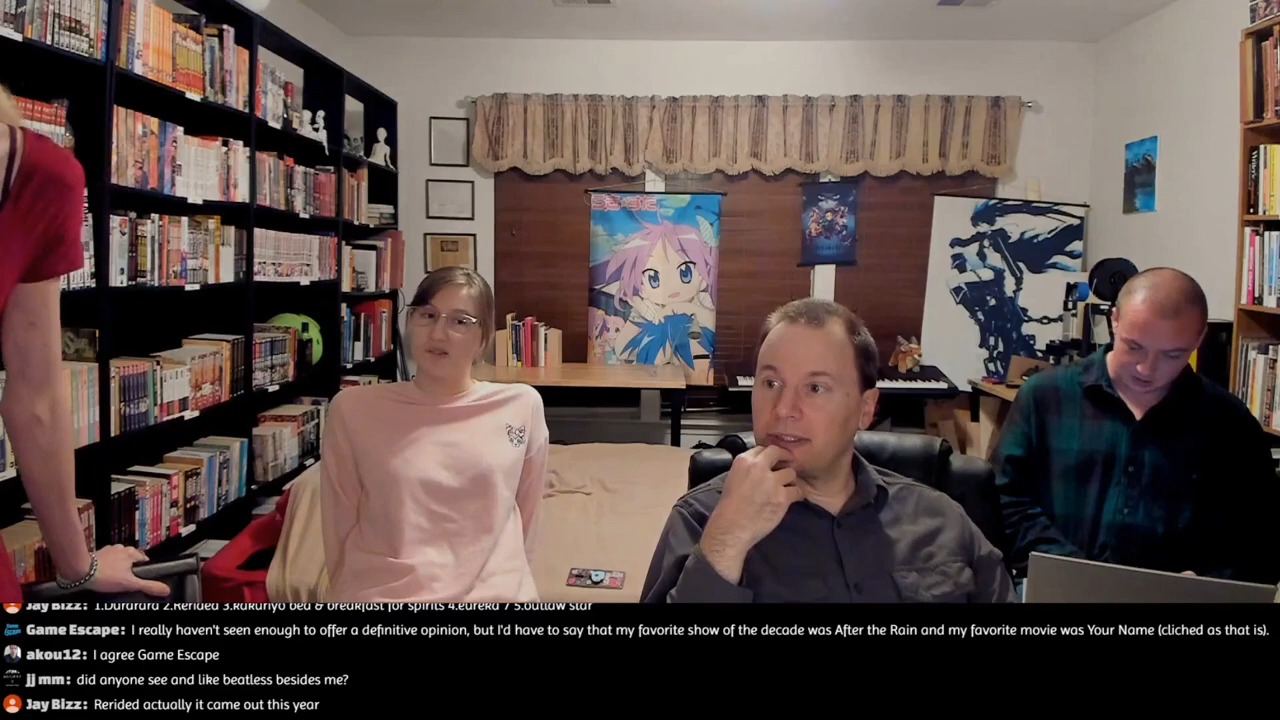 Jay Bizz: 1.Durarara 2.Rerided 3.kakuriyo bed & breakfast for spirits 4.eureka 7 5.outlaw star
Game Escape: I really haven't seen enough to offer a definitive opinion, but I'd have to say that my favorite show of the decade was After the Rain and my favorite movie was Your Name (cliched as that is).
akou12: I agree Game Escape
jj mm: did anyone see and like beatless besides me?
Jay Bizz: Rerided actually it came out this year